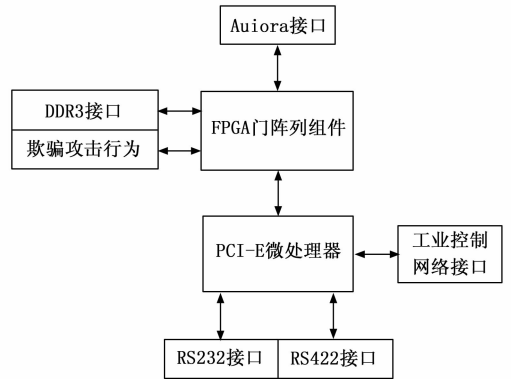 Auiora接口
DDR3接口
FPGA门阵列组件
欺骗攻击行为
PCI-E微处理器
工业控制
网络接口
RS232接口
RS422接口